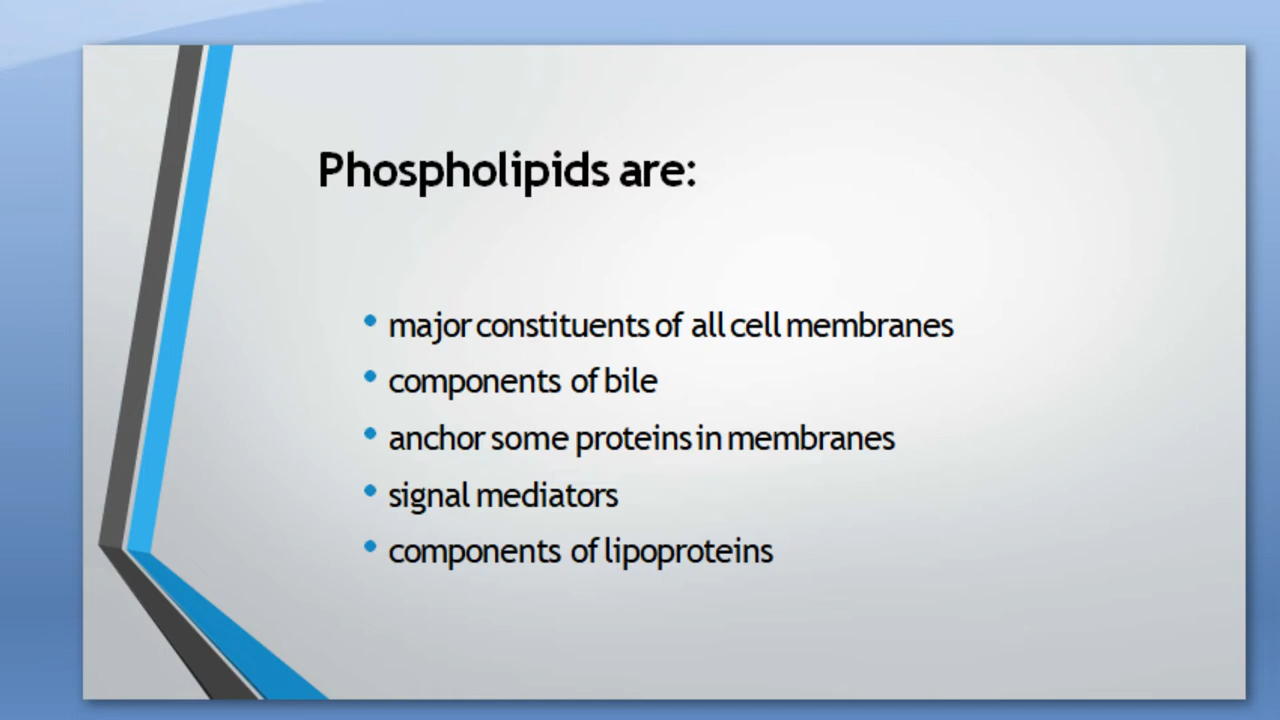 Phospholipids are:
• major constituents of all cell membranes
• components of bile
• anchor some proteins in membranes
• signal mediators
• components of lipoproteins